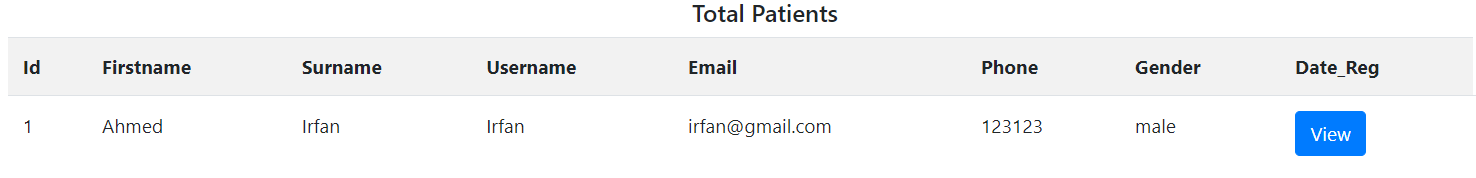 Total Patients
Id Firstname Surname Username Email Phone Gender Date_Reg
1 Ahmed Irfan Irfan irfan@gmail.com 123123 male View